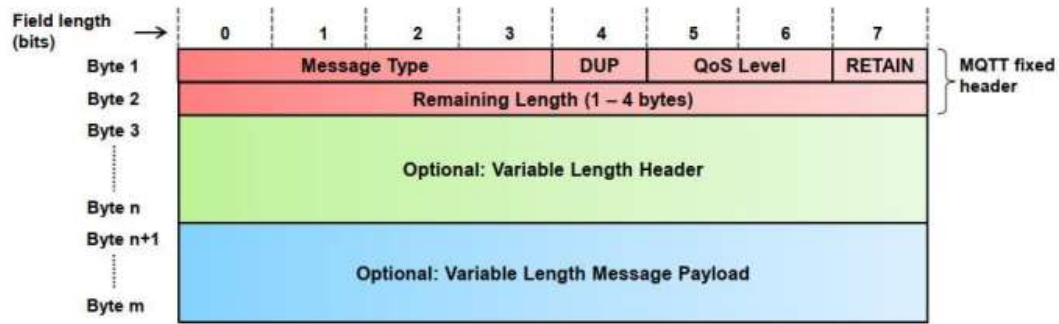 Field length
(bits)
0 1 2 3 4 5 6 7
Byte 1
Message Type DUP QoS Level RETAIN
MQTT fixed
header
Byte 2
Remaining Length (1 – 4 bytes)
Byte 3
Optional: Variable Length Header
Byte n
Byte n+1
Optional: Variable Length Message Payload
Byte m